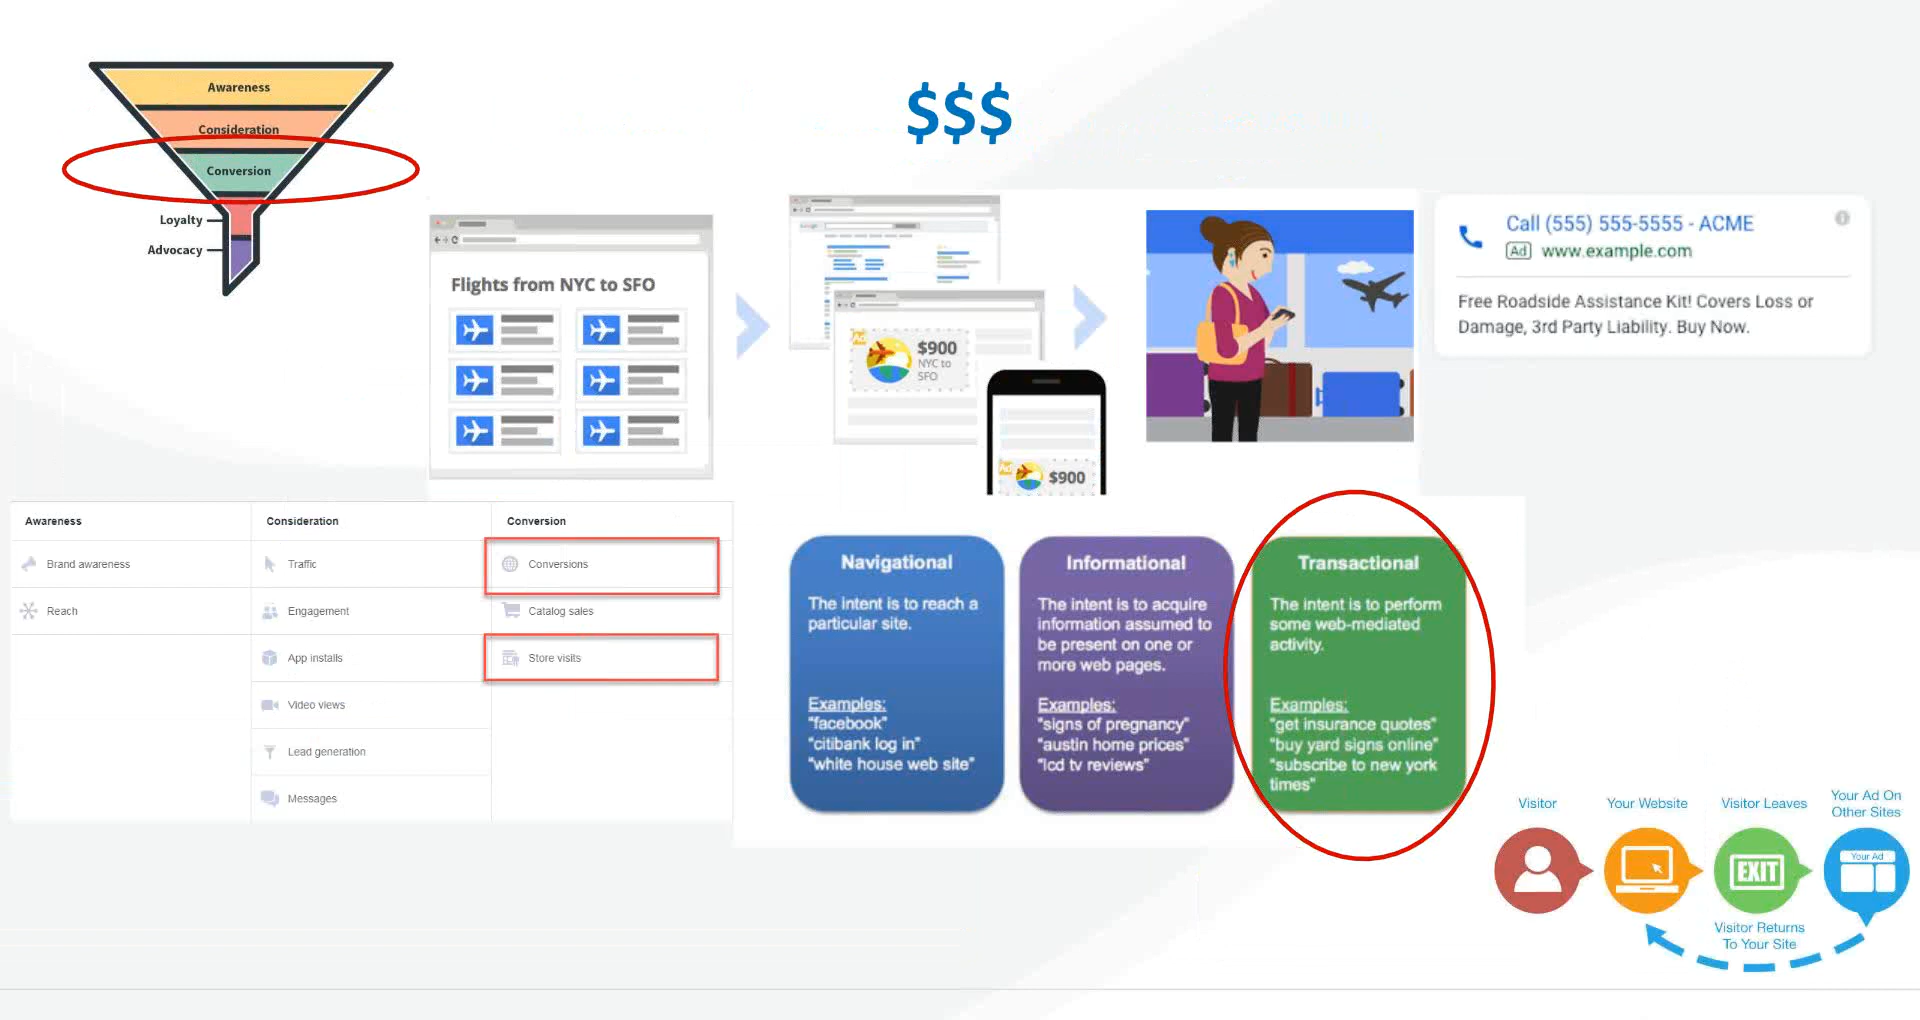 $$$
Awareness
Consideration
Conversion
Loyalty
Advocacy
Flights from NYC to SFO
Ad
$900
NYC to
SFO
Ad
$900
Call (555) 555-5555 - ACME
Ad www.example.com
Free Roadside Assistance Kit! Covers Loss or
Damage, 3rd Party Liability. Buy Now.
Awareness
Consideration
Conversion
Brand awareness
Traffic
Conversions
Reach
Engagement
Catalog sales
App installs
Store visits
Video views
Lead generation
Messages
Navigational
The intent is to reach a
particular site.
Examples:
"facebook"
"citibank log in"
"white house web site"
Informational
The intent is to acquire
information assumed to
be present on one or
more web pages.
Examples:
"signs of pregnancy"
"austin home prices"
"lcd tv reviews"
Transactional
The intent is to perform
some web-mediated
activity.
Examples:
"get insurance quotes"
"buy yard signs online"
"subscribe to new york
times"
Visitor
Your Website
Visitor Leaves
Your Ad On
Other Sites
EXIT
Your Ad
Visitor Returns
To Your Site